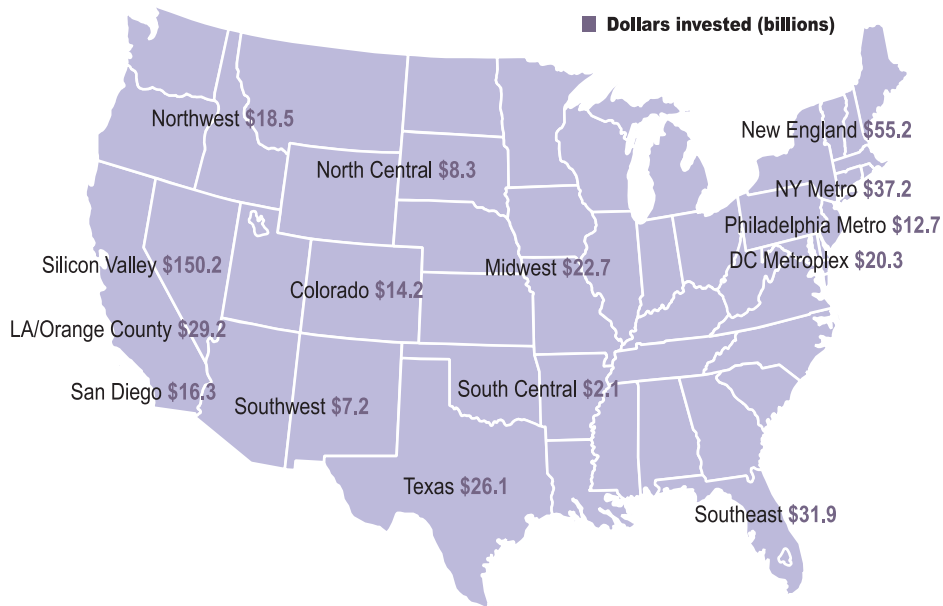 Dollars invested (billions)
Northwest $18.5
New England $55.2
North Central $8.3
NY Metro $37.2
Philadelphia Metro $12.7
DC Metroplex $20.3
Silicon Valley $150.2
Midwest $22.7
Colorado $14.2
LA/Orange County $29.2
San Diego $16.3
South Central $2.1
Southwest $7.2
Texas $26.1
Southeast $31.9